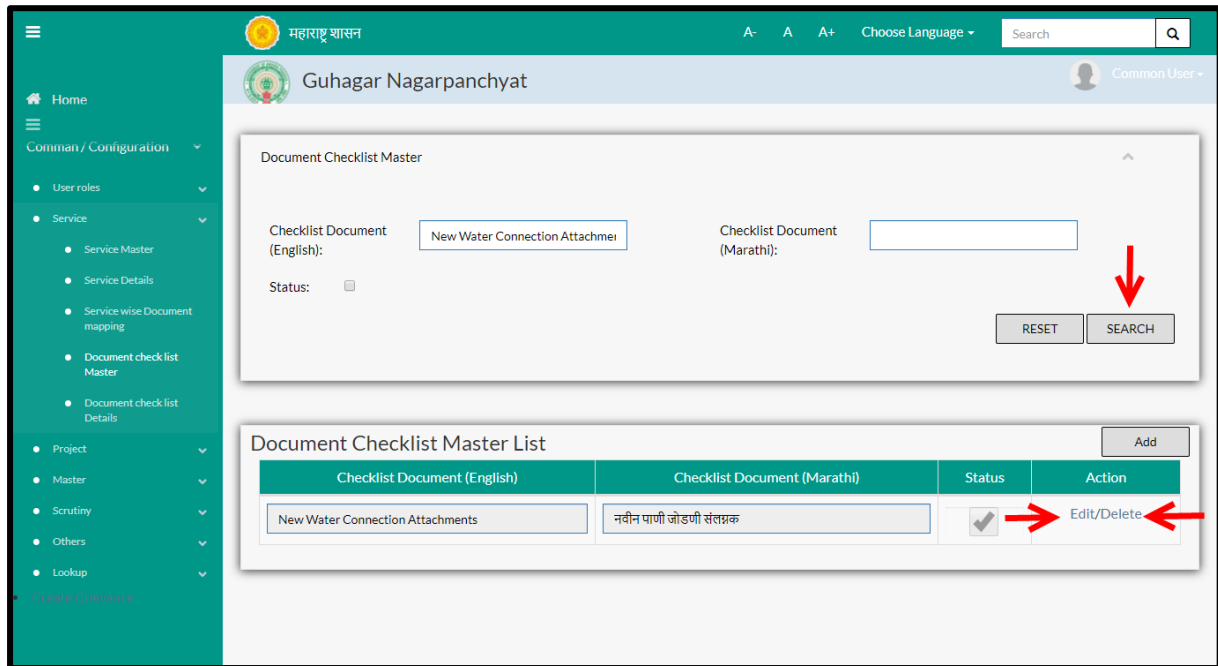 महाराष्ट्र शासन
A- A A+ Choose Language
Search
Guhagar Nagarpanchyat
Common User
Home
Comman / Configuration
User roles
Service
Service Master
Service Details
Service wise Document
mapping
Document check list
Master
Document check list
Details
Project
Master
Scrutiny
Others
Lookup
Create Grievance
Document Checklist Master
Checklist Document
(English):
New Water Connection Attachmer
Checklist Document
(Marathi):
Status:
RESET SEARCH
Document Checklist Master List
Add
Checklist Document (English) Checklist Document (Marathi) Status Action
New Water Connection Attachments नवीन पाणी जोडणी संलग्नक Edit/Delete